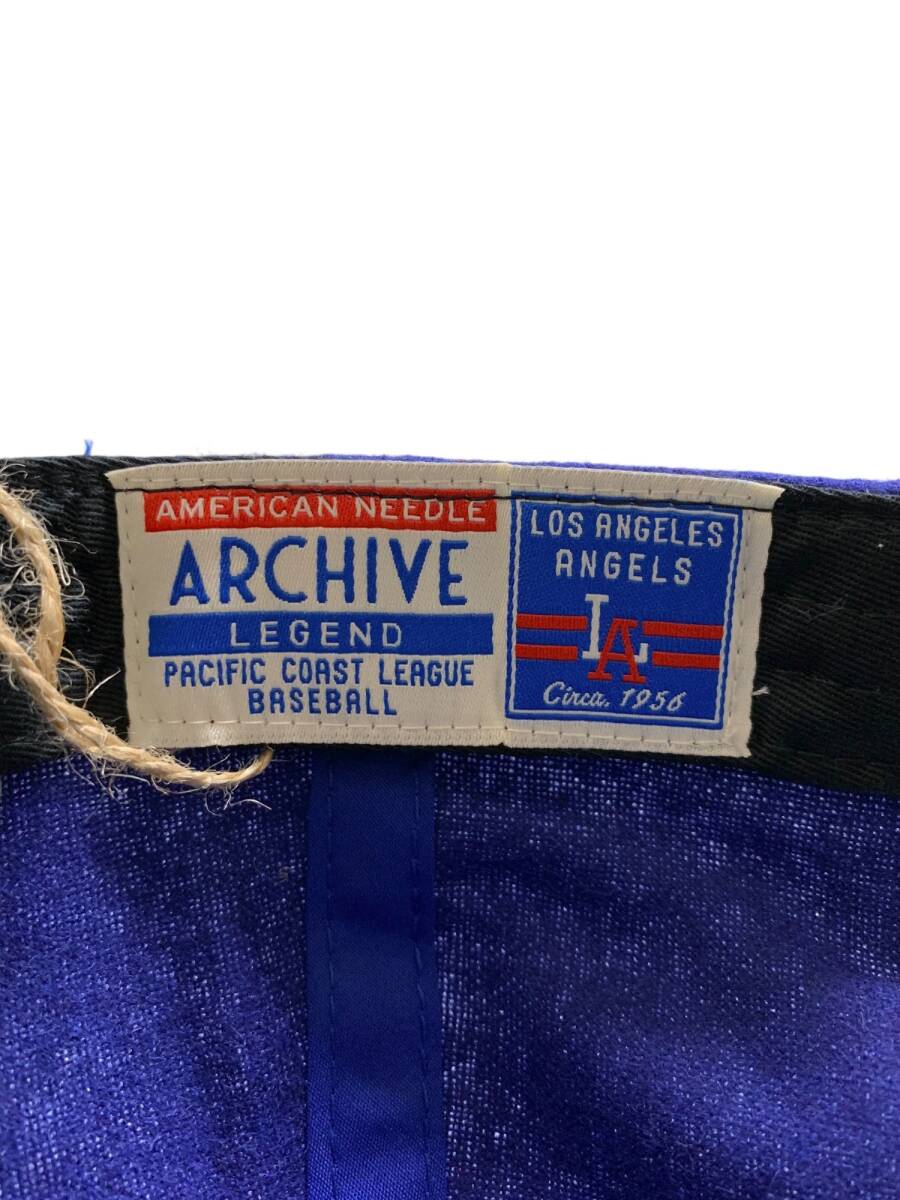 AMERICAN NEEDLE
ARCHIVE
LEGEND
PACIFIC COAST LEAGUE
BASEBALL
LOS ANGELES
ANGELS
LA
Circa. 1956